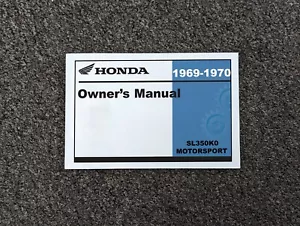 HONDA
1969-1970
Owner's Manual
SL350K0
MOTORSPORT